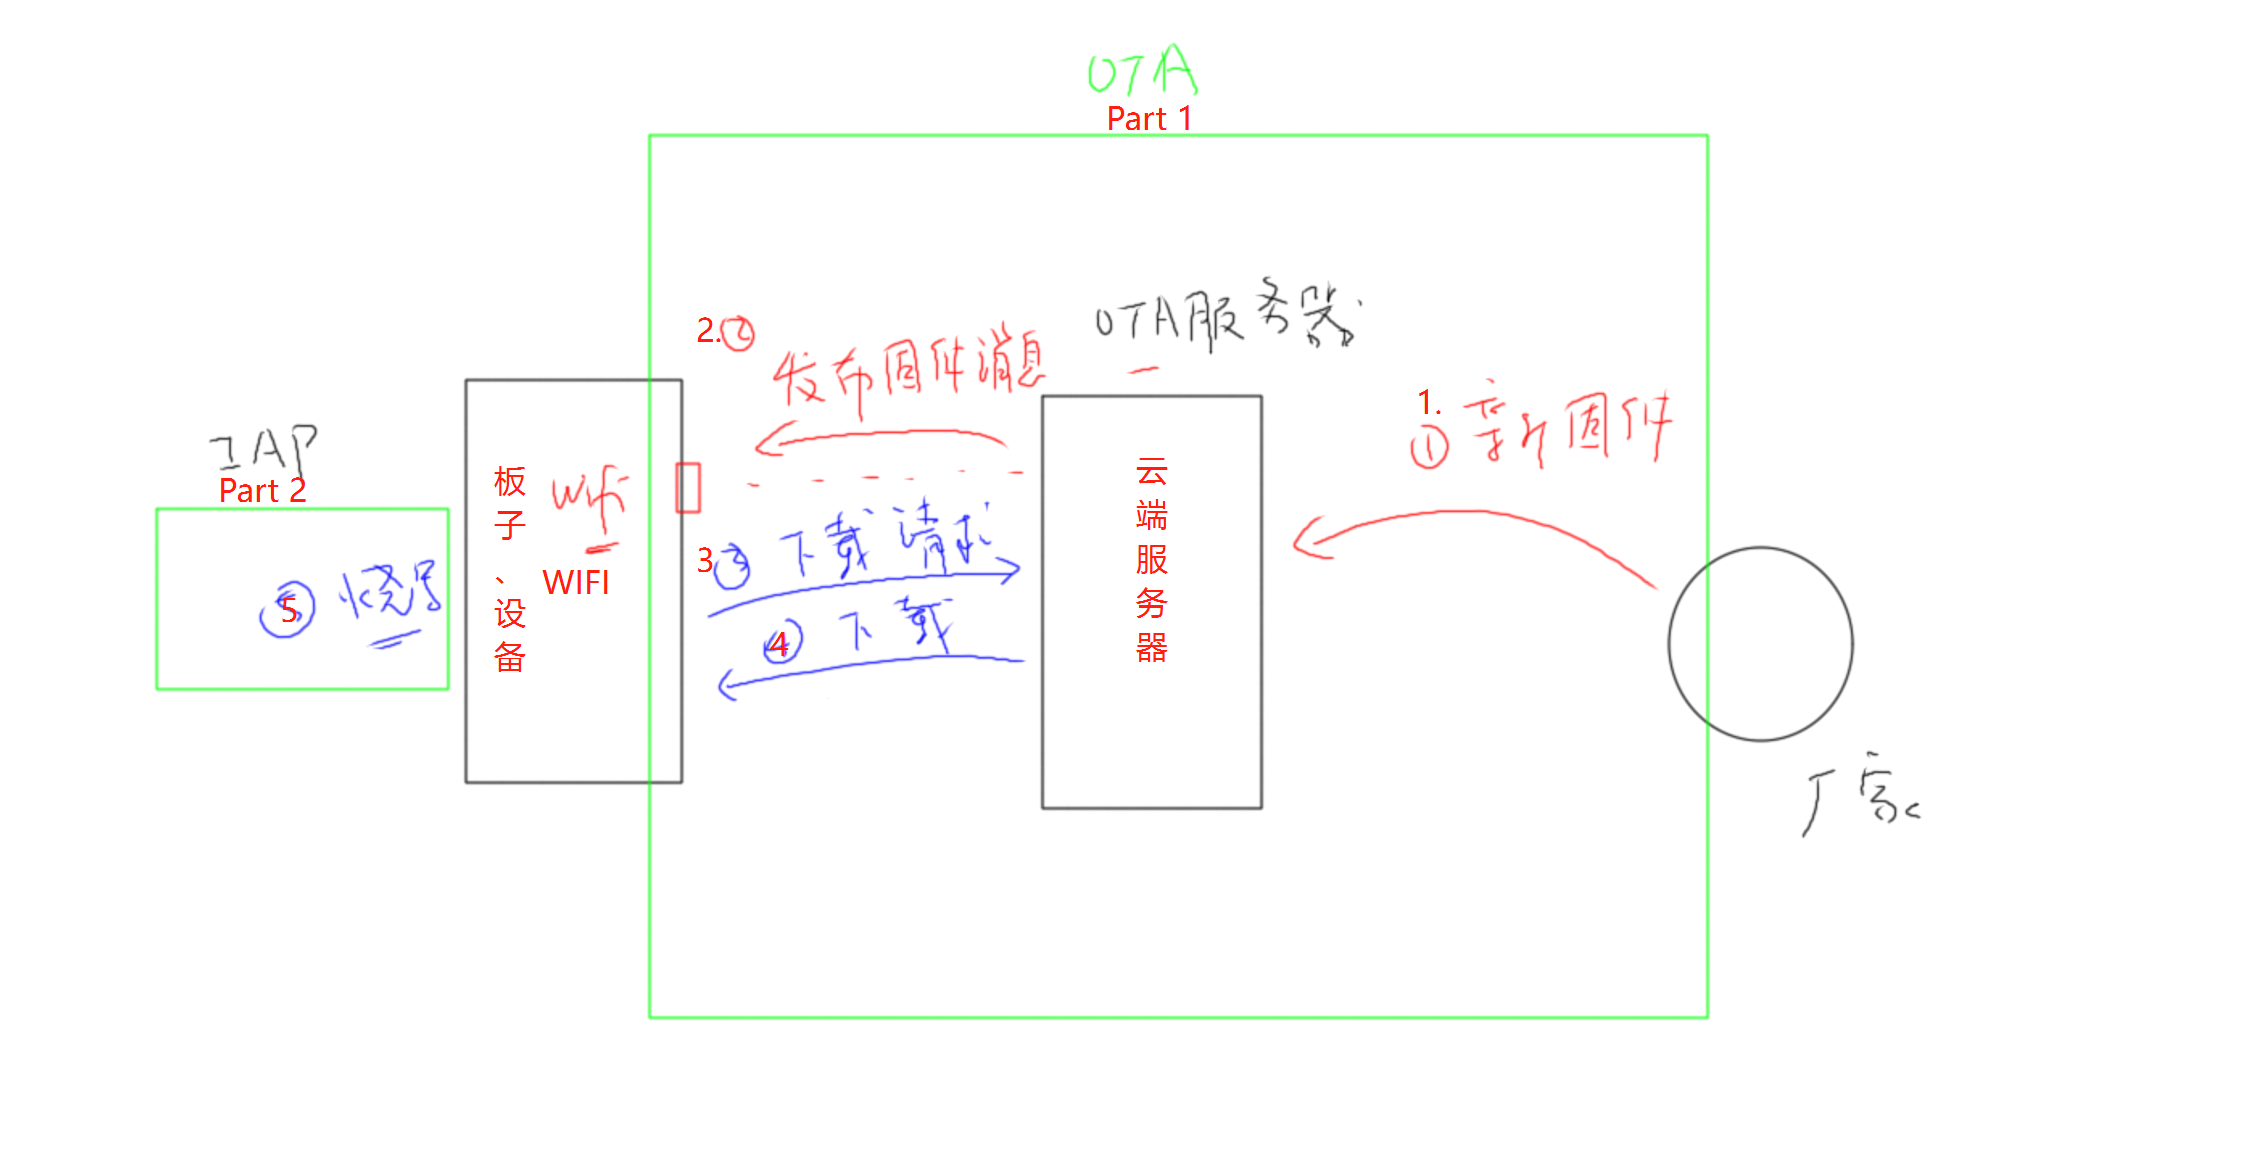 OTA
Part 1
OTA服务器
2.②
发布固件消息
1.
①新固件
IAP
Part 2
板子、设备
wifi
WIFI
云端服务器
3
③下载请求
④下载
4
⑤烧写
5
厂家